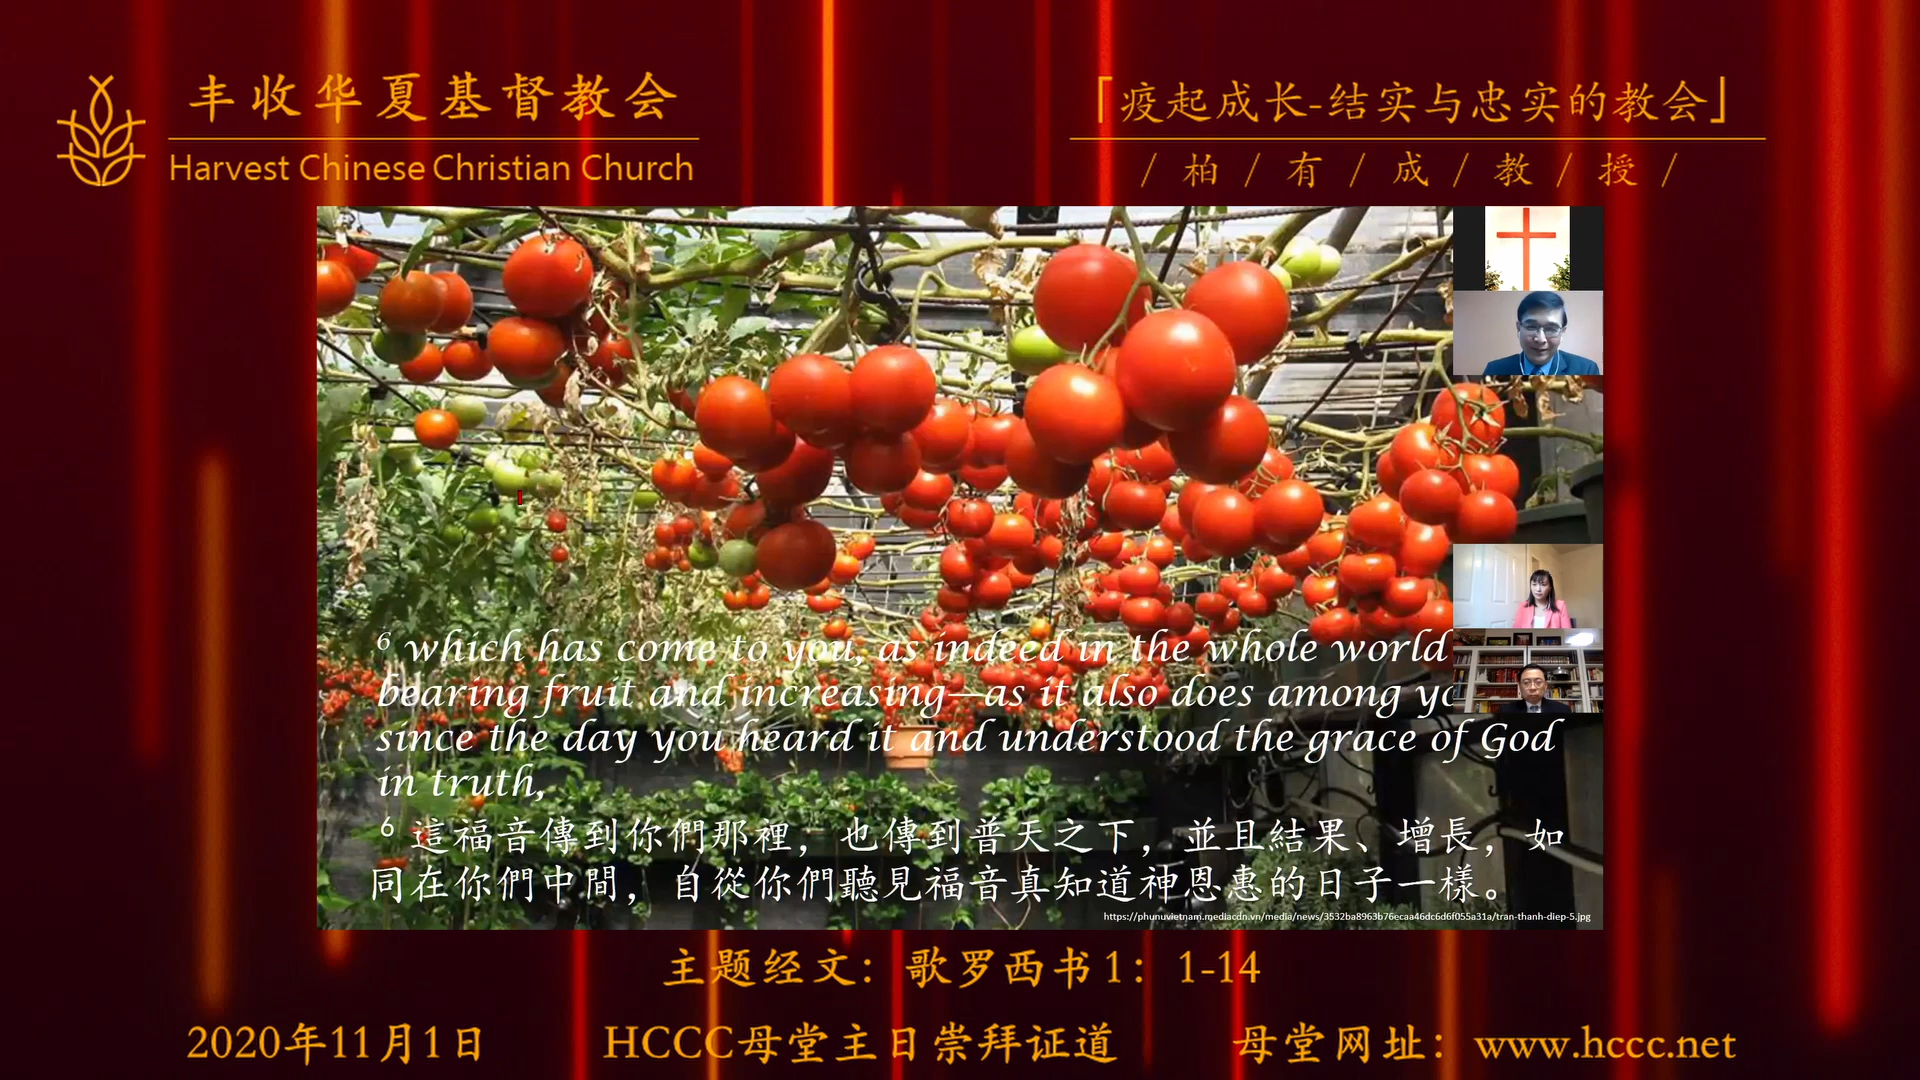 丰收华夏基督教会
Harvest Chinese Christian Church
「疫起成长-结实与忠实的教会」
/ 柏 / 有 / 成 / 教 / 授 /
6 which has come to you, as indeed in the whole world
bearing fruit and increasing—as it also does among yo
since the day you heard it and understood the grace of God
in truth,
6 這福音傳到你們那裡，也傳到普天之下，並且結果、增長，如
同在你們中間，自從你們聽見福音真知道神恩惠的日子一樣。
https://phunuvietnam.mediacdn.vn/media/news/3532ba8963b76ecaa46dc6d6f055a31a/tran-thanh-diep-5.jpg
主题经文：歌罗西书1：1-14
2020年11月1日 HCCC母堂主日崇拜证道 母堂网址：www.hccc.net